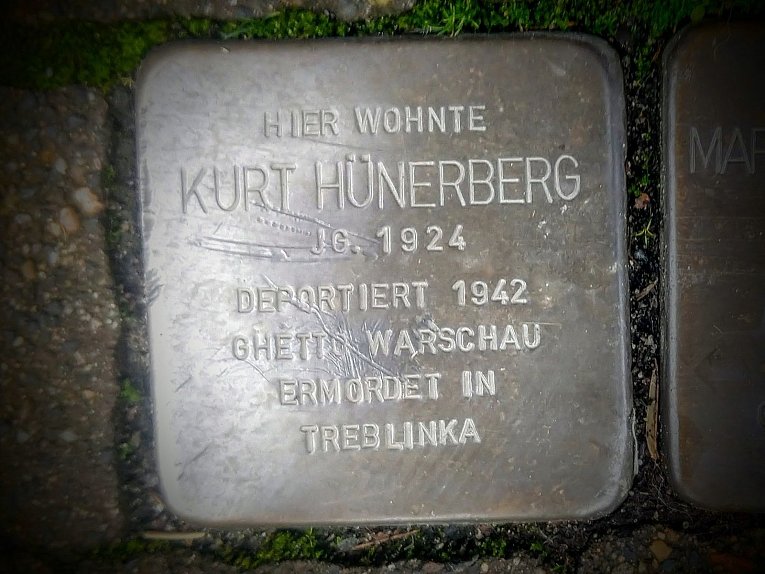 HIER WOHNTE
KURT HÜNERBERG
JG. 1924
DEPORTIERT 1942
GHETTO WARSCHAU
ERMORDET IN
TREBLINKA